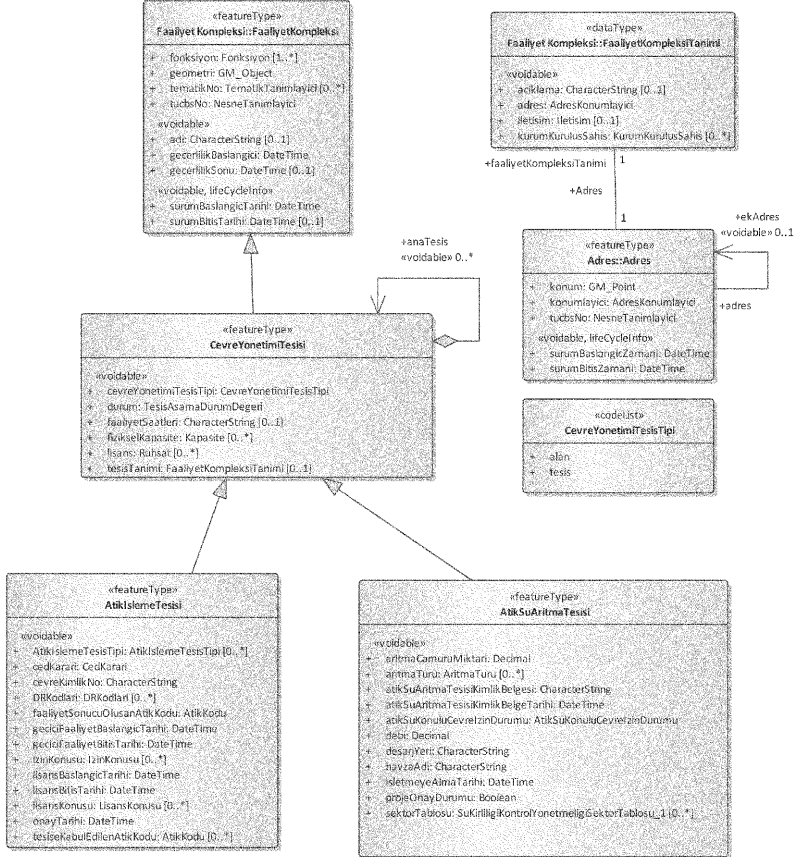 «featureType»
Faaliyet Kompleksi::FaaliyetKompleksi
+ fonksiyon: Fonksiyon [1..*]
+ geometri: GM_Object
+ tematikNo: TematikTanimlayici [0..*]
+ tucbsNo: NesneTanimlayici
«voidable»
+ adi: CharacterString [0..1]
+ gecerlilikBaslangici: DateTime
+ gecerlilikSonu: DateTime [0..1]
«voidable, lifeCycleInfo»
+ surumBaslangicTarihi: DateTime
+ surumBitisTarihi: DateTime [0..1]
«dataType»
Faaliyet Kompleksi::FaaliyetKompleksiTanimi
«voidable»
+ aciklama: CharacterString [0..1]
+ adres: AdresKonumlayici
+ iletisim: Iletisim [0..1]
+ kurumKurulusSahis: KurumKurulusSahis [0..*]
+faaliyetKompleksiTanimi 1
+Adres
1
+ekAdres
«voidable» 0..1
«featureType»
Adres::Adres
+ konum: GM_Point
+ konumlayici: AdresKonumlayici
+ tucbsNo: NesneTanimlayici
«voidable, lifeCycleInfo»
+ surumBaslangicZamani: DateTime
+ surumBitisZamani: DateTime
+adres
+anaTesis
«voidable» 0..*
«featureType»
CevreYonetimiTesisi
«voidable»
+ cevreYonetimiTesisTipi: CevreYonetimiTesisTipi
+ durum: TesisAsamaDurumDegeri
+ faaliyetSaatleri: CharacterString [0..1]
+ fizikselKapasite: Kapasite [0..*]
+ lisans: Ruhsat [0..*]
+ tesisTanimi: FaaliyetKompleksiTanimi [0..1]
«codeList»
CevreYonetimiTesisTipi
+ alan
+ tesis
«featureType»
AtikIslemeTesisi
«voidable»
+ AtikIslemeTesisTipi: AtikIslemeTesisTipi [0..*]
+ cedKarari: CedKarari
+ cevreKimlikNo: CharacterString
+ DRKodlari: DRKodlari [0..*]
+ faaliyetSonucuOlusanAtikKodu: AtikKodu
+ geciciFaaliyetBaslangicTarihi: DateTime
+ geciciFaaliyetBitisTarihi: DateTime
+ izinKonusu: IzinKonusu [0..*]
+ lisansBaslangicTarihi: DateTime
+ lisansBitisTarihi: DateTime
+ lisansKonusu: LisansKonusu [0..*]
+ onayTarihi: DateTime
+ tesiseKabulEdilenAtikKodu: AtikKodu [0..*]
«featureType»
AtikSuAritmaTesisi
«voidable»
+ aritmaCamuruMiktari: Decimal
+ aritmaTuru: AritmaTuru [0..*]
+ atikSuAritmaTesisiKimlikBelgesi: CharacterString
+ atikSuAritmaTesisiKimlikBelgeTarihi: DateTime
+ atikSuKonuluCevreIzinDurumu: AtikSuKonuluCevreIzinDurumu
+ debi: Decimal
+ desarjYeri: CharacterString
+ havzaAdi: CharacterString
+ isletmeyeAlmaTarihi: DateTime
+ projeOnayDurumu: Boolean
+ sektorTablosu: SuKirliligiKontrolYonetmeligiSektorTablosu_1 [0..*]